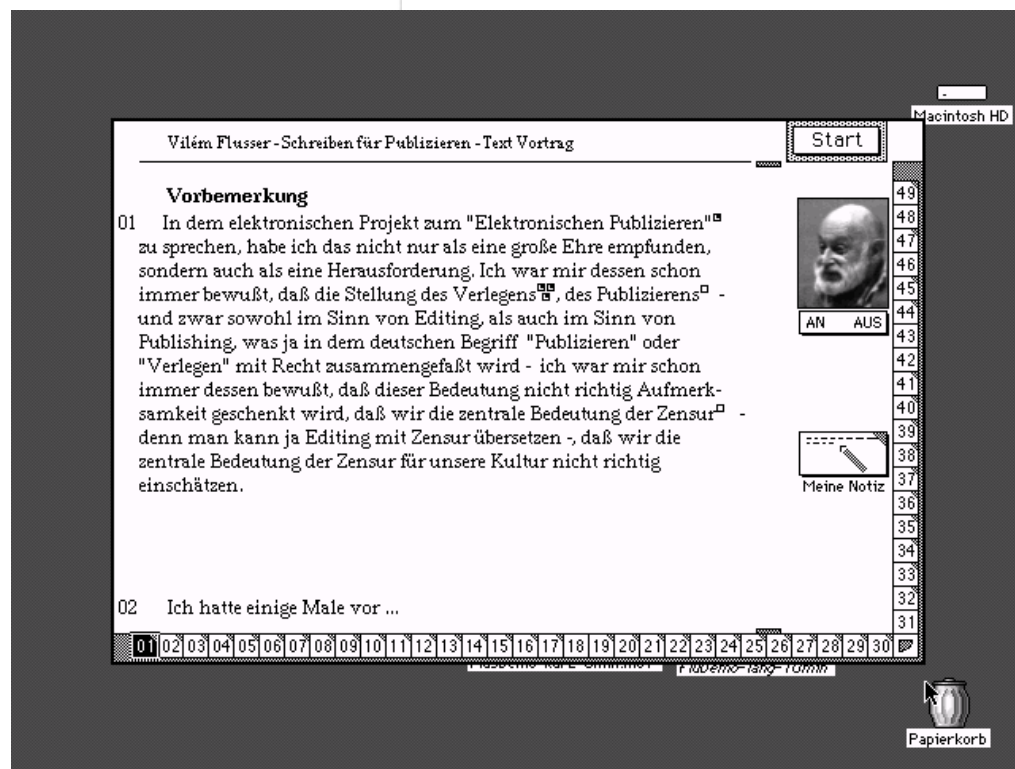 Macintosh HD
Vilém Flusser - Schreiben für Publizieren - Text Vortrag
Start
Vorbemerkung
01 In dem elektronischen Projekt zum "Elektronischen Publizieren"
zu sprechen, habe ich das nicht nur als eine große Ehre empfunden,
sondern auch als eine Herausforderung. Ich war mir dessen schon
immer bewußt, daß die Stellung des Verlegens, des Publizierens -
und zwar sowohl im Sinn von Editing, als auch im Sinn von
Publishing, was ja in dem deutschen Begriff "Publizieren" oder
"Verlegen" mit Recht zusammengefaßt wird - ich war mir schon
immer dessen bewußt, daß dieser Bedeutung nicht richtig Aufmerk-
samkeit geschenkt wird, daß wir die zentrale Bedeutung der Zensur -
denn man kann ja Editing mit Zensur übersetzen -, daß wir die
zentrale Bedeutung der Zensur für unsere Kultur nicht richtig
einschätzen.
02 Ich hatte einige Male vor ...
AN AUS
Meine Notiz
49
48
47
46
45
44
43
42
41
40
39
38
37
36
35
34
33
32
31
01 02 03 04 05 06 07 08 09 10 11 12 13 14 15 16 17 18 19 20 21 22 23 24 25 26 27 28 29 30
Papierkorb